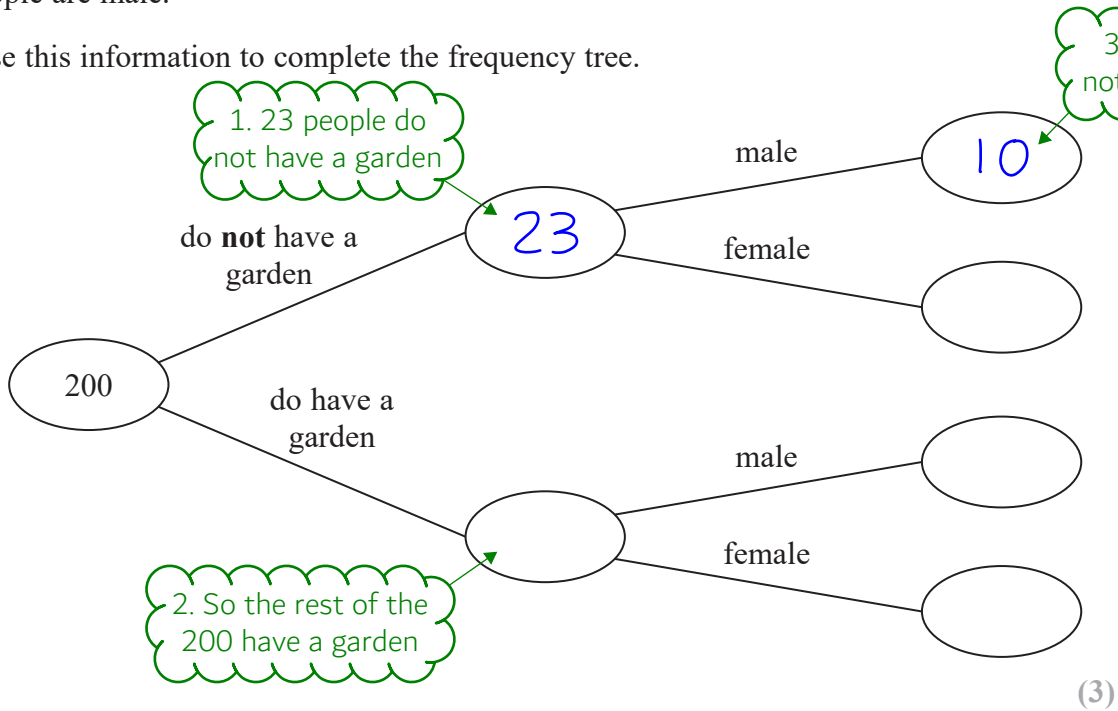 are male.
this information to complete the frequency tree.
1. 23 people do
not have a garden
3
not
male
10
do not have a
garden
23
female
200
do have a
garden
male
female
2. So the rest of the
200 have a garden
(3)